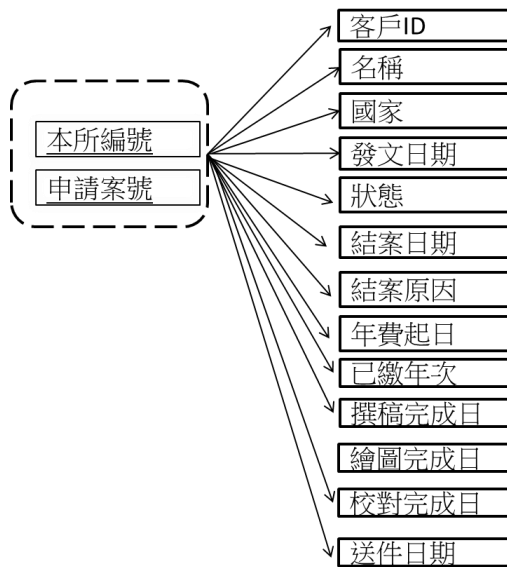 本所編號
申請案號
客戶ID
名稱
國家
發文日期
狀態
結案日期
結案原因
年費起日
已繳年次
撰稿完成日
繪圖完成日
校對完成日
送件日期